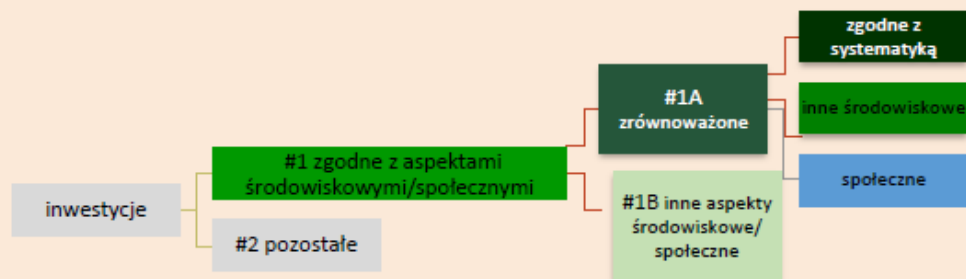 inwestycje
#1 zgodne z aspektami
środowiskowymi/społecznymi
#2 pozostałe
#1A
zrównoważone
#1B inne aspekty
środowiskowe/
społeczne
zgodne z
systematyką
inne środowiskowe
społeczne